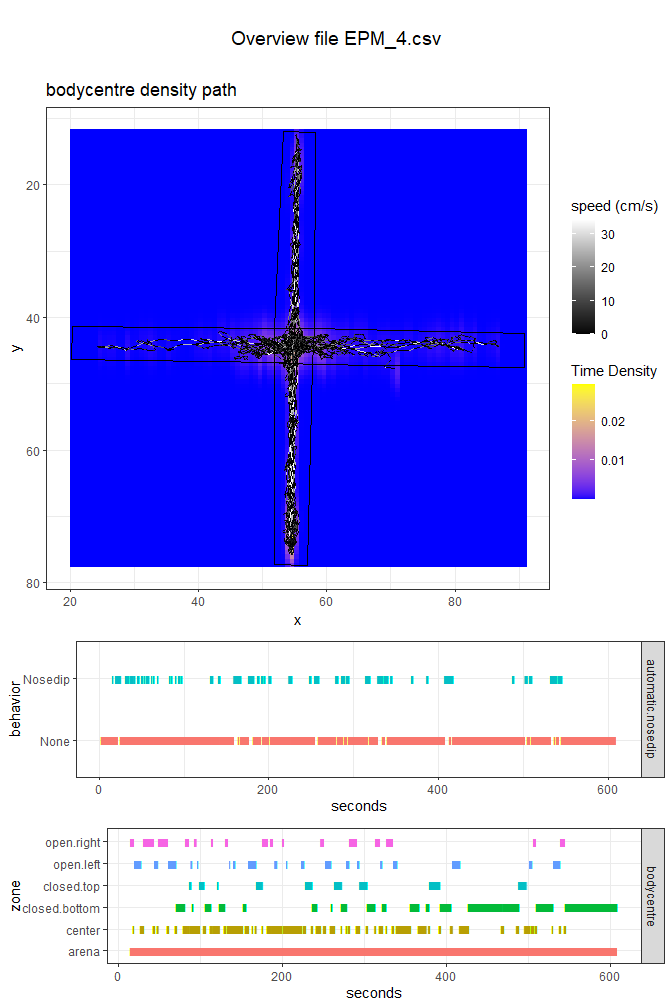 Overview file EPM_4.csv
bodycentre density path
20
40
60
80
y
20
40
60
80
x
speed (cm/s)
30
20
10
0
Time Density
0.02
0.01
behavior
Nosedip
None
automatic.nosedip
0
200
400
600
seconds
zone
open.right
open.left
closed.top
closed.bottom
center
arena
bodycentre
0
200
400
600
seconds